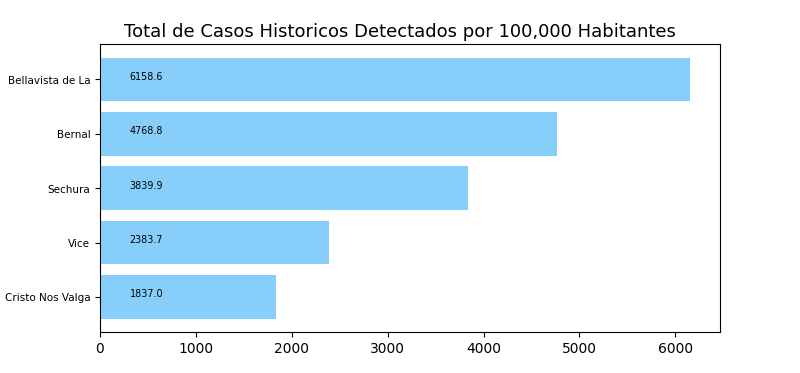 Total de Casos Historicos Detectados por 100,000 Habitantes
Bellavista de La
6158.6
Bernal
4768.8
Sechura
3839.9
Vice
2383.7
Cristo Nos Valga
1837.0
0 1000 2000 3000 4000 5000 6000